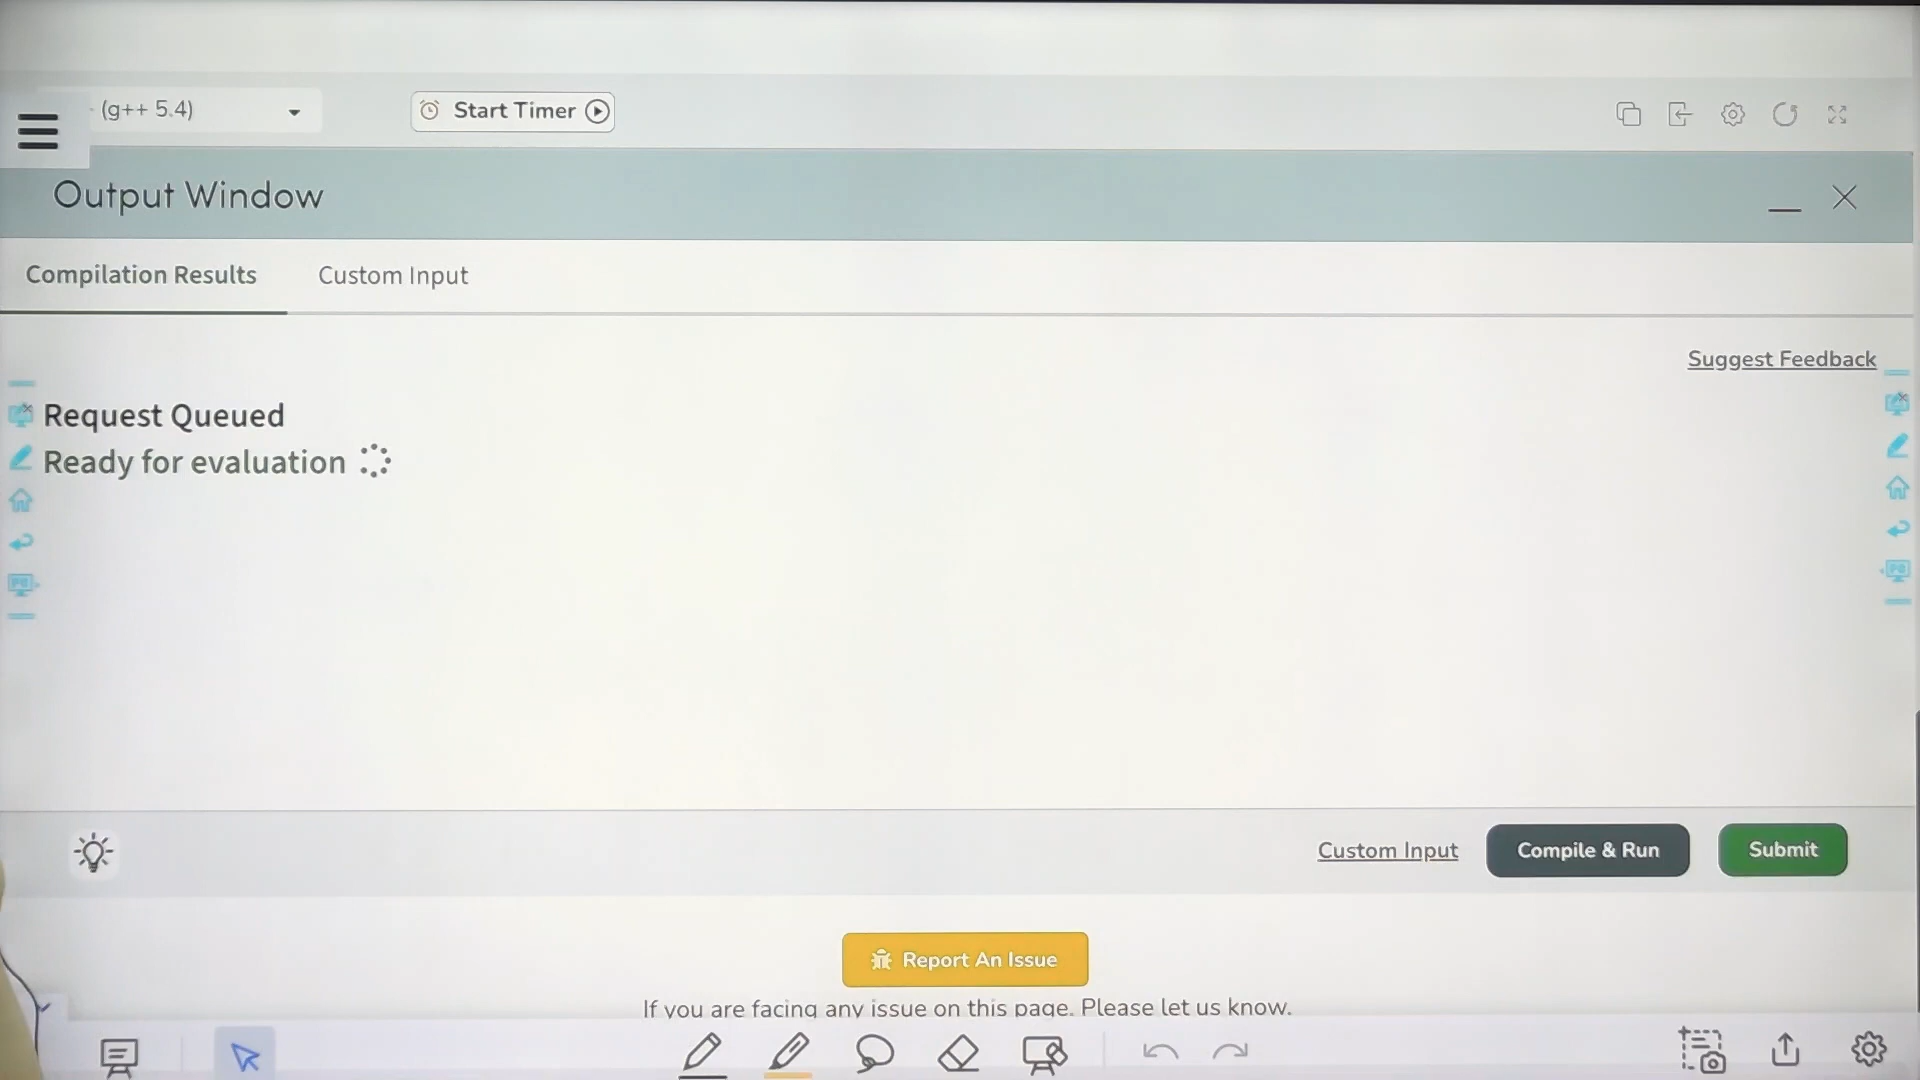 (g++ 5.4)
Start Timer
Output Window
Compilation Results
Custom Input
Suggest Feedback
Request Queued
Ready for evaluation
Custom Input
Compile & Run
Submit
Report An Issue
If you are facing any issue on this page. Please let us know.